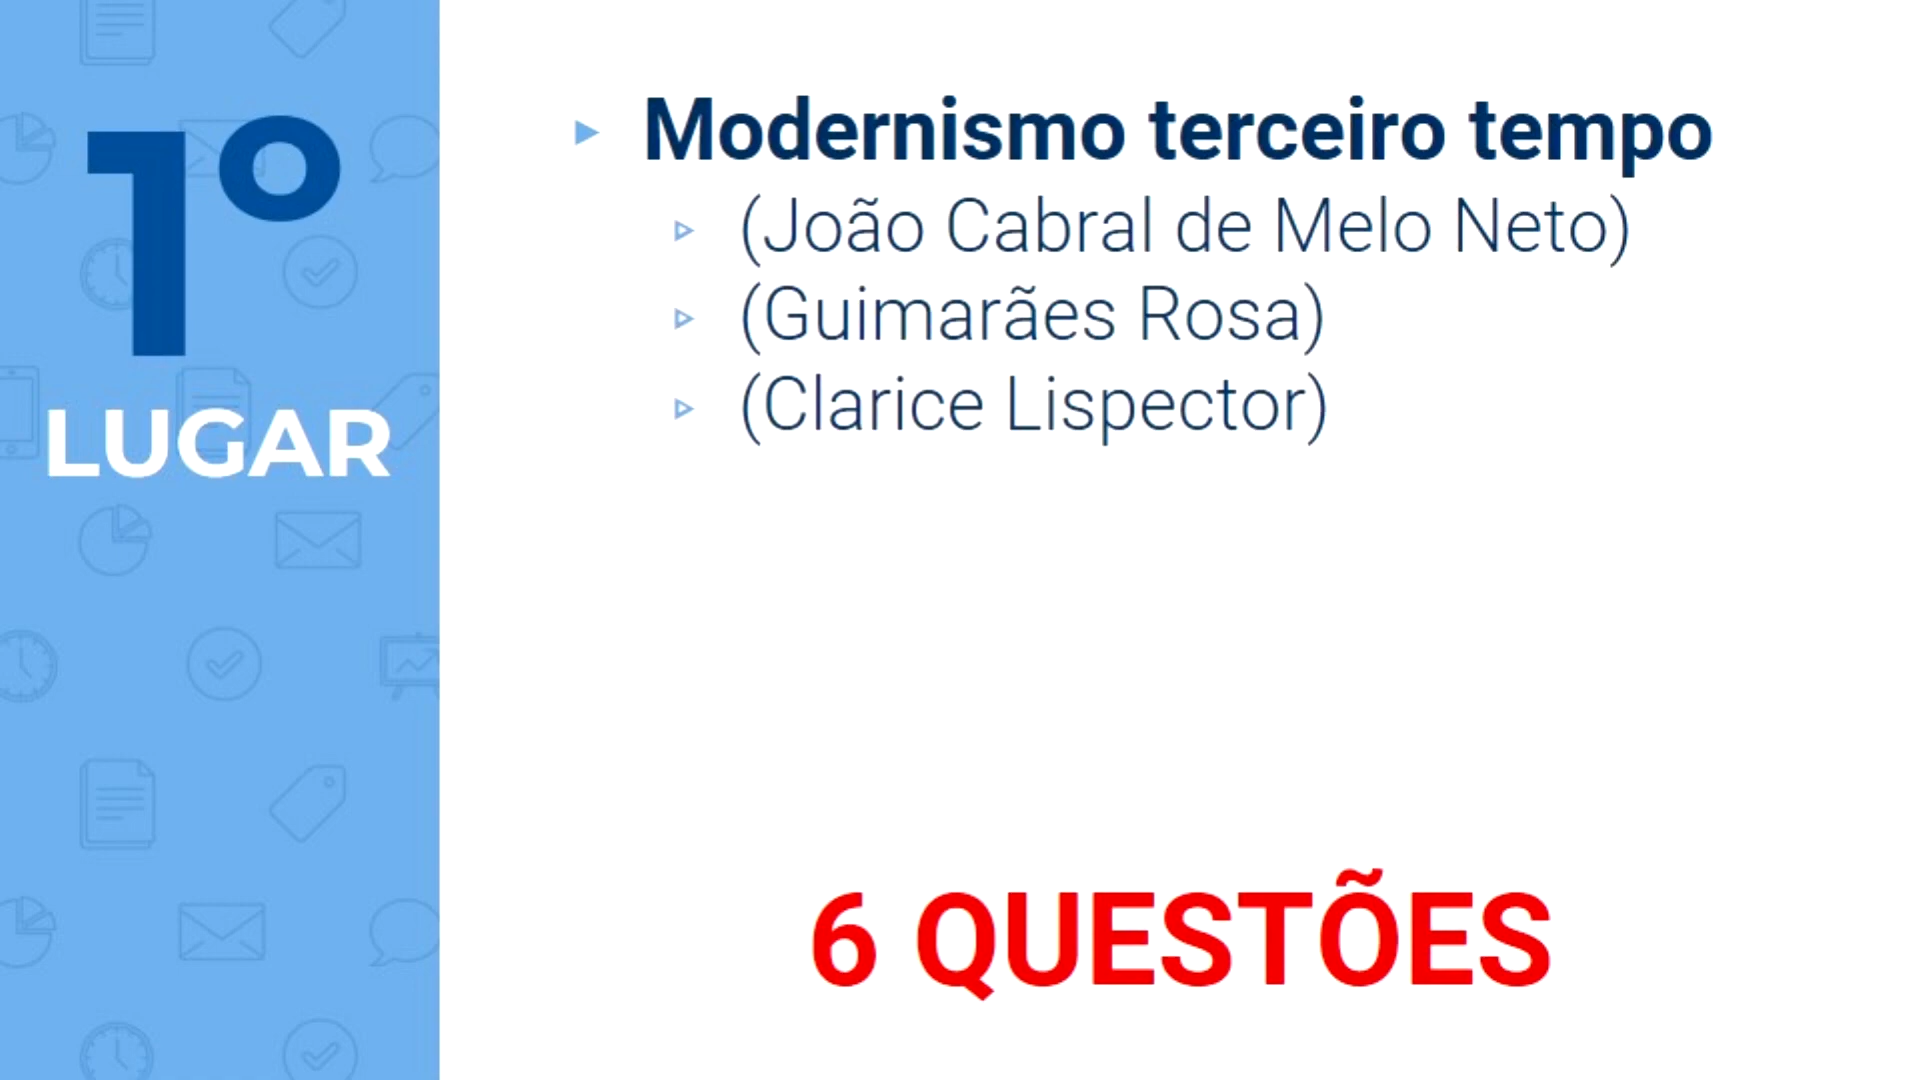 1º
LUGAR
Modernismo terceiro tempo
(João Cabral de Melo Neto)
(Guimarães Rosa)
(Clarice Lispector)
6 QUESTÕES